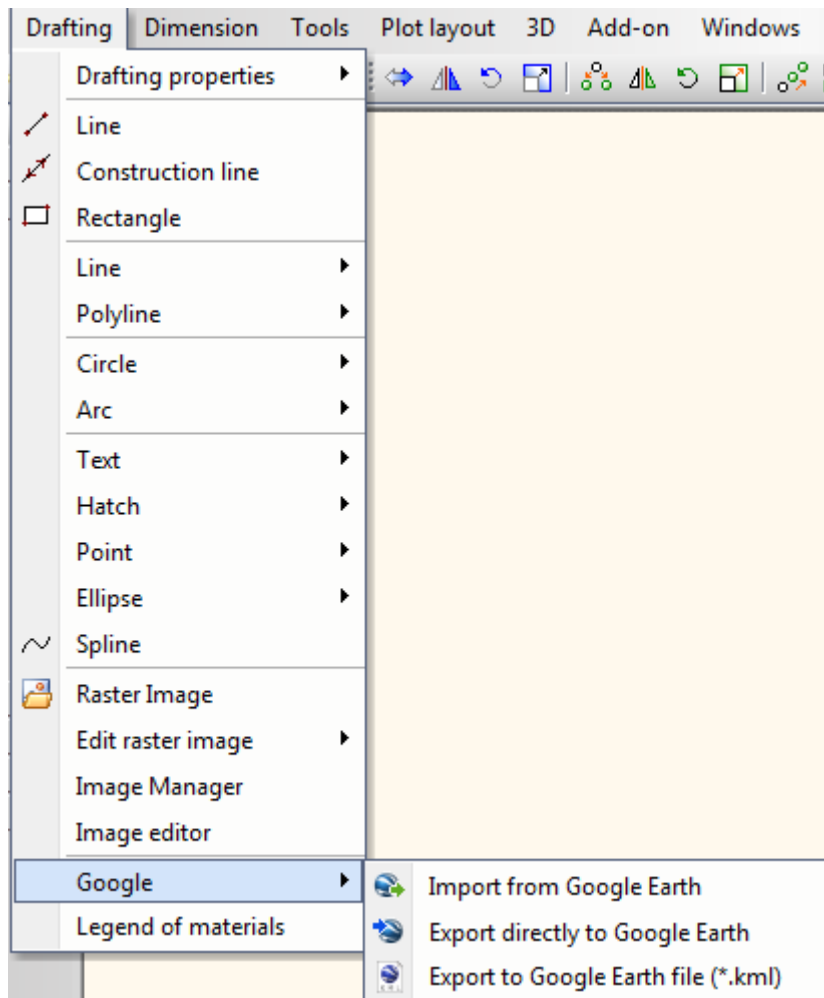 Drafting Dimension Tools Plot layout 3D Add-on Windows
Drafting properties
Line
Construction line
Rectangle
Line
Polyline
Circle
Arc
Text
Hatch
Point
Ellipse
Spline
Raster Image
Edit raster image
Image Manager
Image editor
Google
Import from Google Earth
Legend of materials
Export directly to Google Earth
Export to Google Earth file (*.kml)